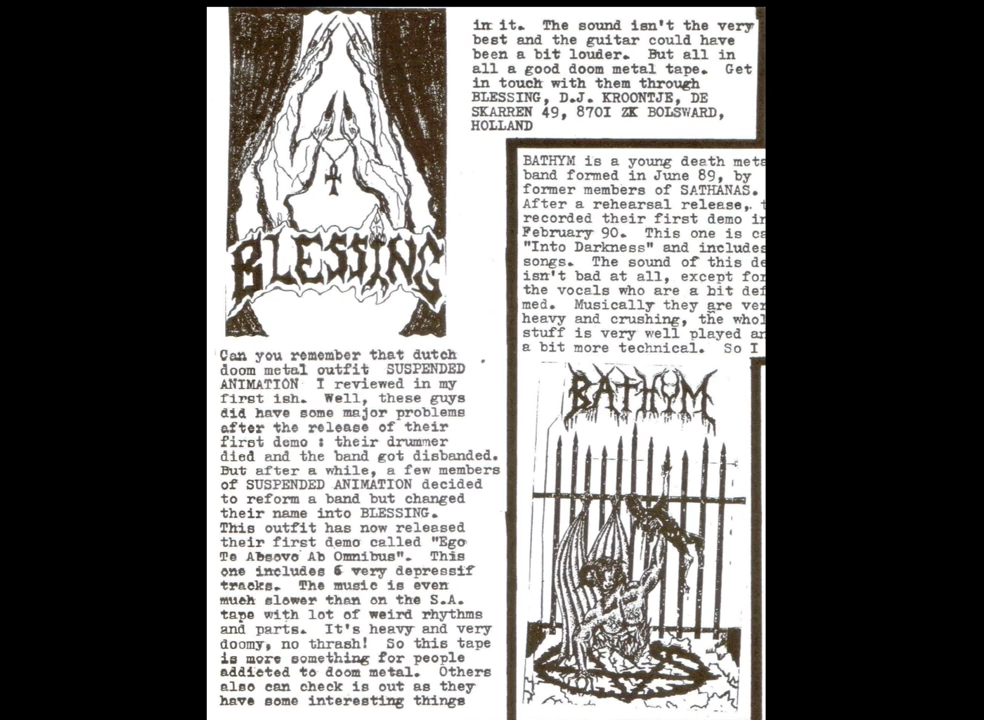 BLESSING
Can you remember that dutch
doom metal outfit SUSPENDED
ANIMATION I reviewed in my
first ish. Well, these guys
did have some major problems
after the release of their
first demo : their drummer
died and the band got disbanded.
But after a while, a few members
of SUSPENDED ANIMATION decided
to reform a band but changed
their name into BLESSING.
This outfit has now released
their first demo called "Ego
Te Absovo Ab Omnibus". This
one includes 6 very depressif
tracks. The music is even
much slower than on the S.A.
tape with lot of weird rhythms
and parts. It's heavy and very
doomy, no thrash! So this tape
is more something for people
addicted to doom metal. Others
also can check is out as they
have some interesting things
in it. The sound isn't the very
best and the guitar could have
been a bit louder. But all in
all a good doom metal tape. Get
in touch with them through
BLESSING, D.J. KROONTJE, DE
SKARREN 49, 870I ZK BOLSWARD,
HOLLAND
BATHYM is a young death meta
band formed in June 89, by
former members of SATHANAS.
After a rehearsal release, t
recorded their first demo in
February 90. This one is ca
"Into Darkness" and includes
songs. The sound of this de
isn't bad at all, except for
the vocals who are a bit def
med. Musically they are ver
heavy and crushing, the whol
stuff is very well played an
a bit more technical. So I
BATHYM